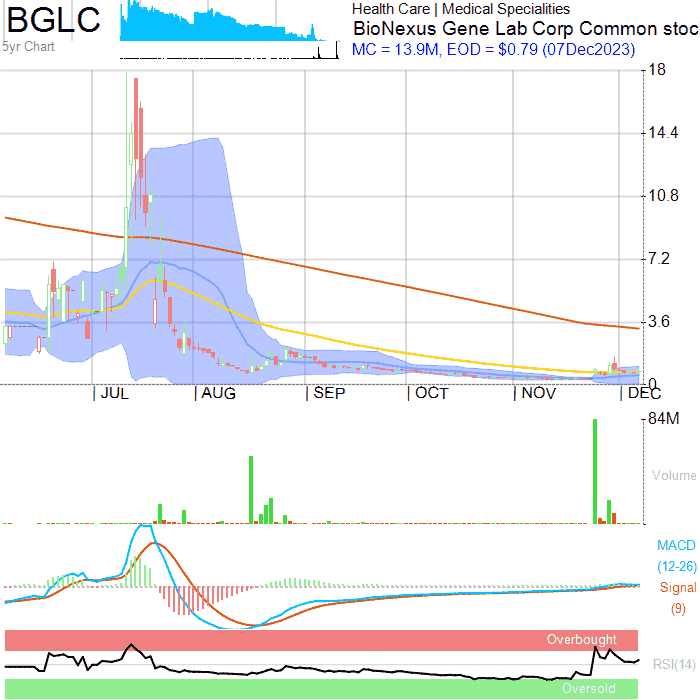 BGLC
5yr Chart
Health Care | Medical Specialities
BioNexus Gene Lab Corp Common stoc
MC = 13.9M, EOD = $0.79 (07Dec2023)
18
14.4
10.8
7.2
3.6
0
JUL AUG SEP OCT NOV DEC
84M
Volume
MACD
(12-26)
Signal
(9)
Overbought
RSI(14)
Oversold